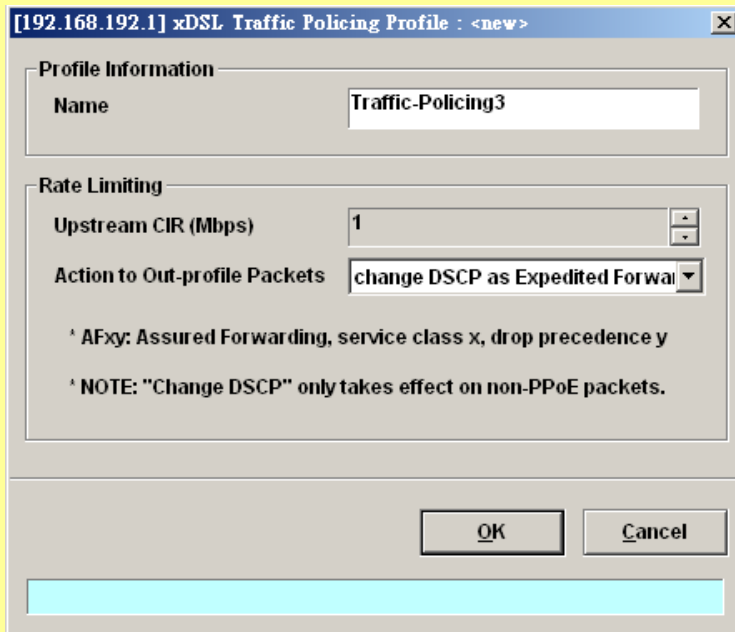 [192.168.192.1] xDSL Traffic Policing Profile : <new>
Profile Information
Name
Traffic-Policing3
Rate Limiting
Upstream CIR (Mbps)
1
Action to Out-profile Packets
change DSCP as Expedited Forwar
* AFxy: Assured Forwarding, service class x, drop precedence y
* NOTE: "Change DSCP" only takes effect on non-PPoE packets.
OK
Cancel